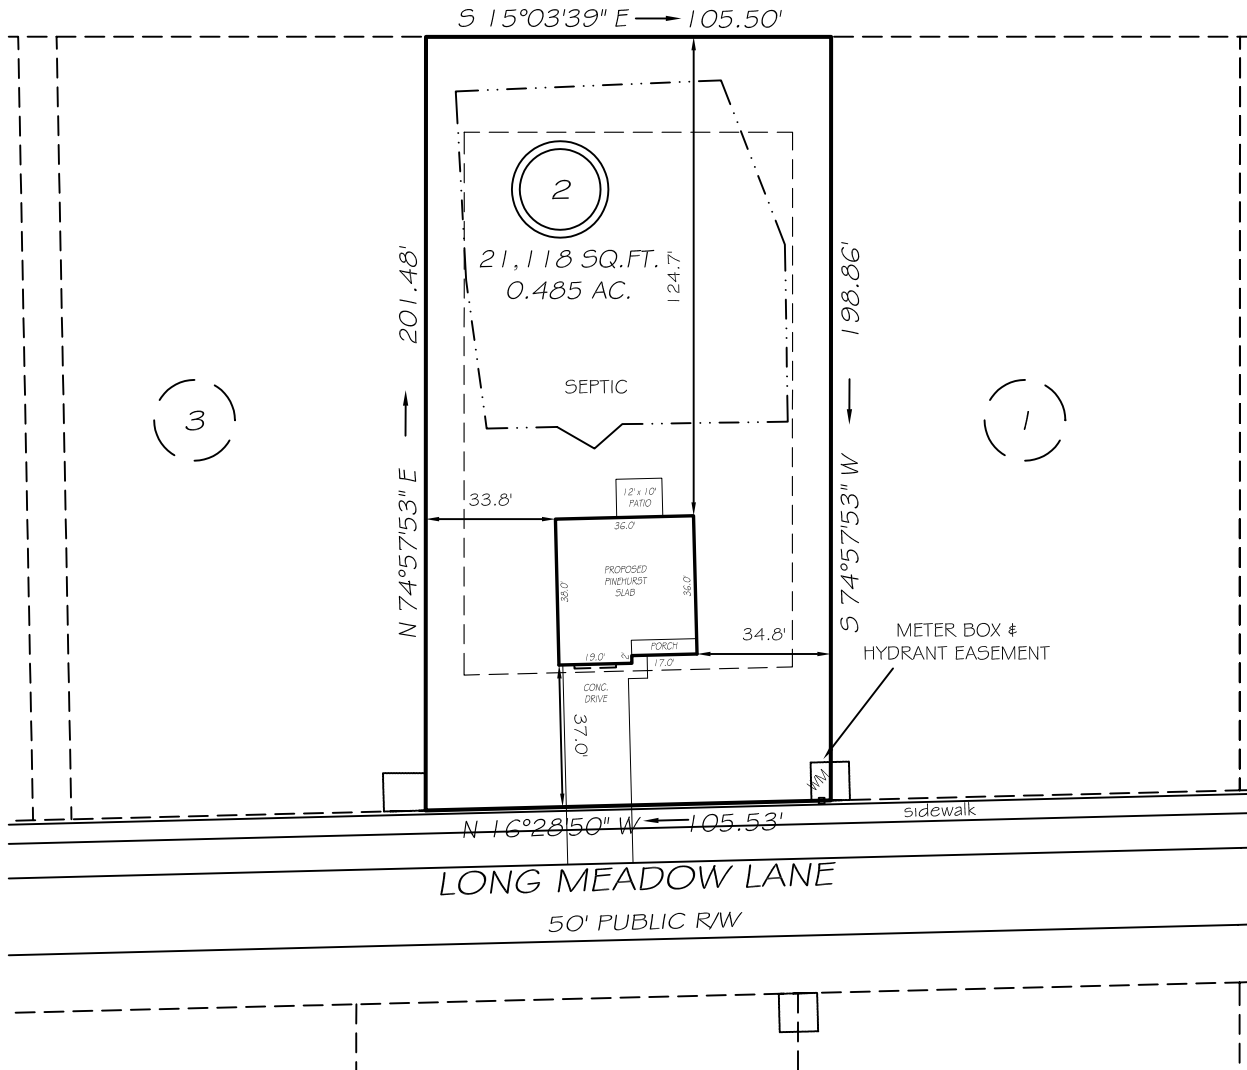 S 15°03'39" E 105.50'
2
21,118 SQ.FT.
0.485 AC.
124.7'
201.48'
N 74°57'53" E
198.86'
S 74°57'53" W
SEPTIC
3
1
33.8'
12' x 10'
PATIO
36.0'
PROPOSED
PINEHURST
SLAB
38.0'
36.0'
PORCH
19.0'
2'
17.0'
34.8'
METER BOX &
HYDRANT EASEMENT
CONC.
DRIVE
37.0'
WM
sidewalk
N 16°28'50" W 105.53'
LONG MEADOW LANE
50' PUBLIC R/W